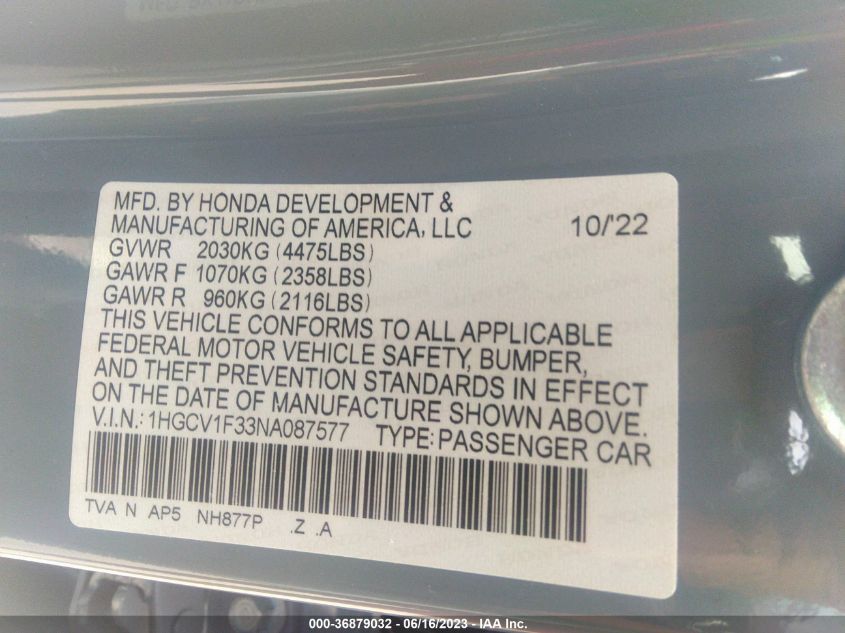 MFD. BY HONDA DEVELOPMENT &
MANUFACTURING OF AMERICA, LLC 10/'22
GVWR 2030KG (4475LBS)
GAWR F 1070KG (2358LBS)
GAWR R 960KG (2116LBS)
THIS VEHICLE CONFORMS TO ALL APPLICABLE
FEDERAL MOTOR VEHICLE SAFETY, BUMPER,
AND THEFT PREVENTION STANDARDS IN EFFECT
ON THE DATE OF MANUFACTURE SHOWN ABOVE.
V.I.N.: 1HGCV1F33NA087577 TYPE: PASSENGER CAR
TVA N AP5 NH877P .Z .A
000-36879032 - 06/16/2023 - IAA Inc.